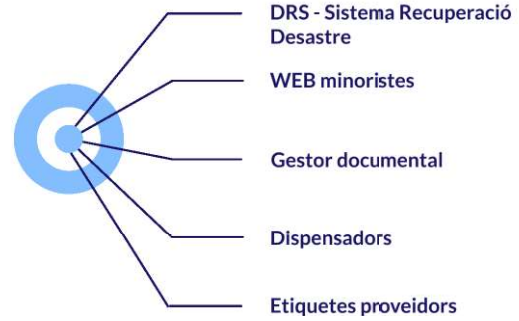 DRS - Sistema Recuperació
Desastre
WEB minoristes
Gestor documental
Dispensadors
Etiquetes proveidors